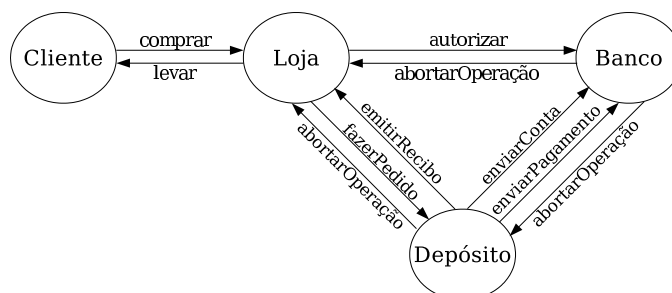 comprar
autorizar
Cliente
Loja
Banco
levar
abortarOperação
emitirRecibo
fazerPedido
abortarOperação
enviarConta
enviarPagamento
abortarOperação
Depósito